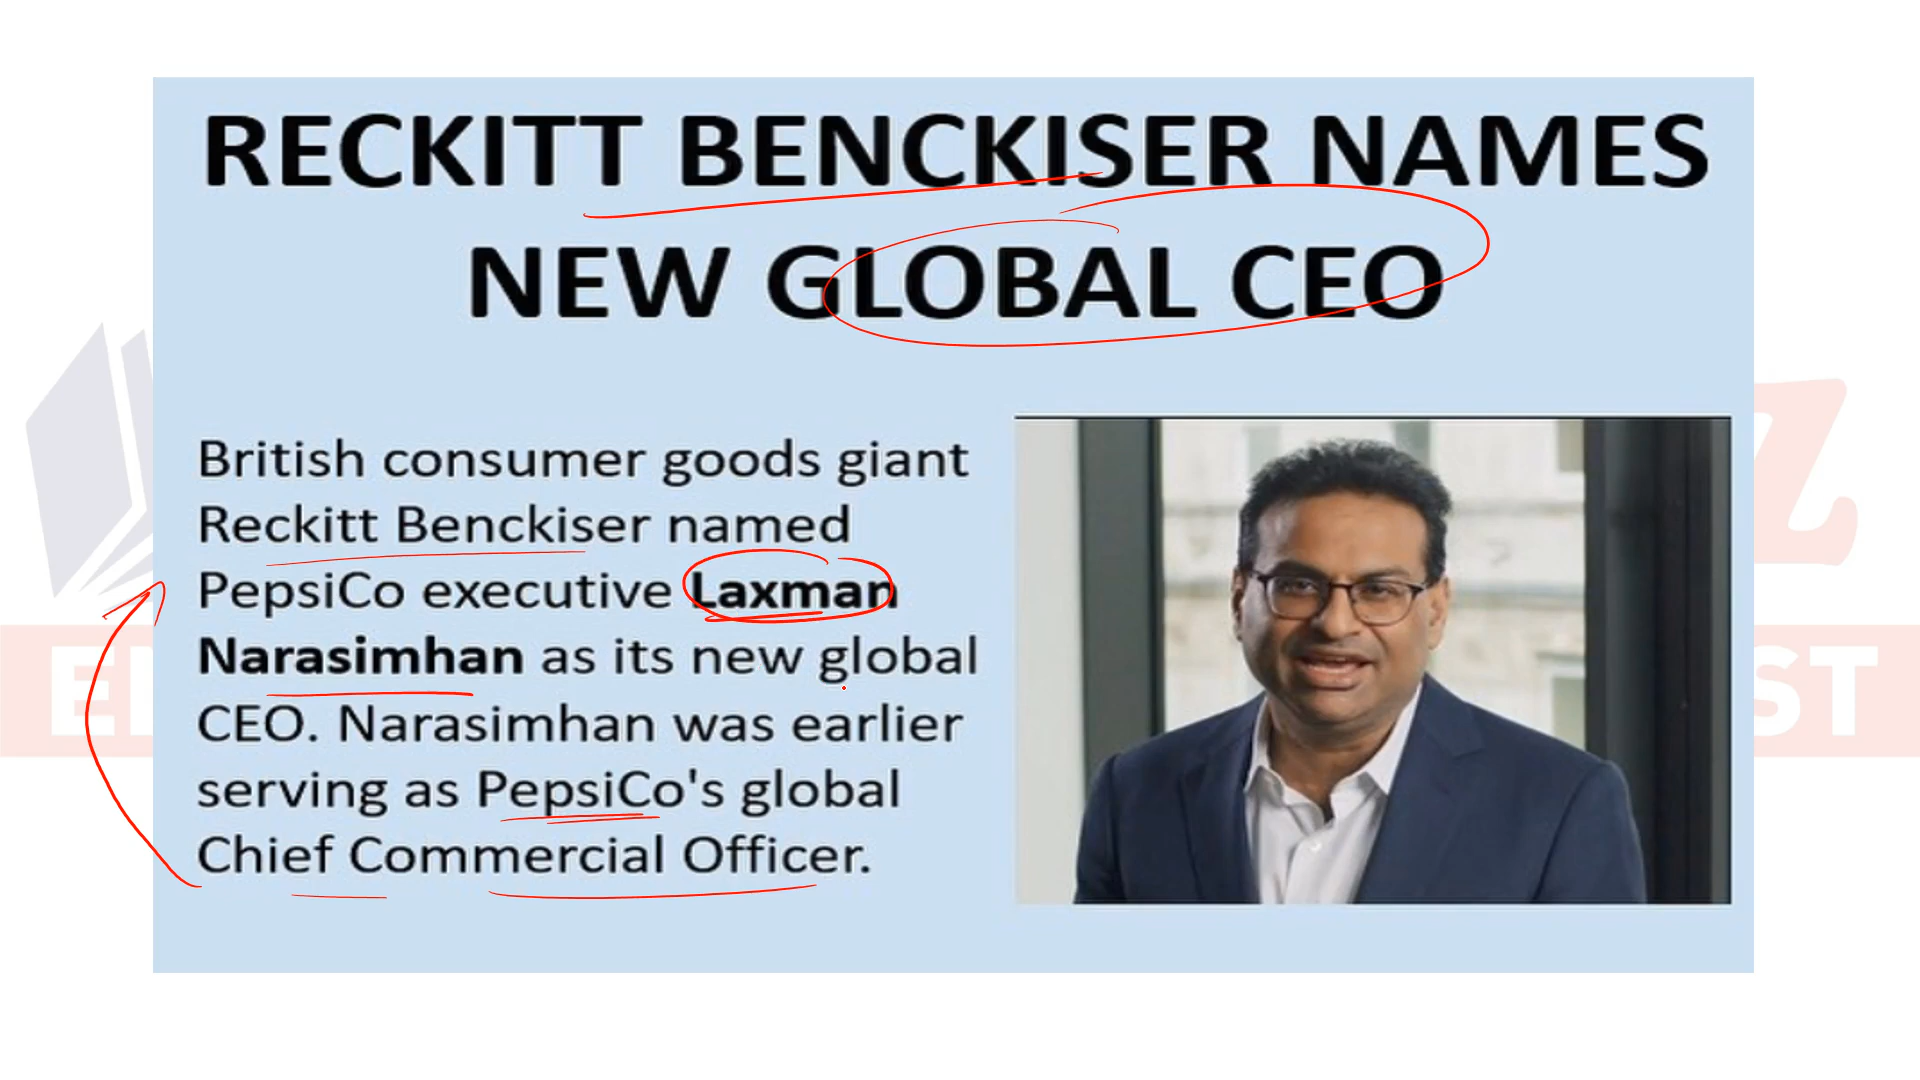 RECKITT BENCKISER NAMES
NEW GLOBAL CEO
British consumer goods giant
Reckitt Benckiser named
PepsiCo executive Laxman
Narasimhan as its new global
CEO. Narasimhan was earlier
serving as PepsiCo's global
Chief Commercial Officer.